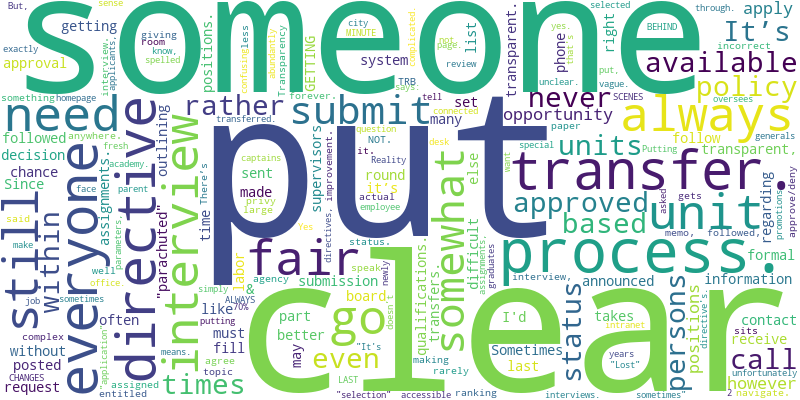 someone
put
clear
process.
transfer.
always
unit
everyone
still
directive
interview
need
submit
fair
go
somewhat
even
never
available
policy
It's
apply
approved
based
units
rather
call
status
persons
times
within
like
must
fill
request
without
often
posted
however
information
opportunity
right
list
phone
system
positions.
getting
approval
followed
decision
chance
Since
assignments.
outlining
"parachuted"
supervisors
made
sent
time
many
set
round
it's
difficult
else
qualifications.
transfers.
regarding
formal
transparent,
transparent.
follow
announced
positions
contact
receive
takes
Sometimes
last
I'd
labor
submission
agency
board
speak
part
better
may
&
GETTING
Transparency
TRB
tell
less
confusing
abundantly
But,
sense
giving
room
know,
exactly
spelled
interview.
applicants.
city
MINUTE
page.
not,
complicated.
yes.
that's
selected
through.
BEHIND
review
incorrect
unclear.
vague.
put,
says.
connected
SCENES
oversees
generals
Putting
special
paper
question
NOT.
it.
Reality
desk
captains
forever.
transferred.
There's
directives.
improvement.
actual
employee
privy
large
Yes.
status.
something
homepage
anywhere.
fresh
academy.
face
parent
said
make
office.
parameters,
well
job
sometimes
complex
CHANGES
70%
"application"
means.
putting
assigned
entitled
agree
topic
simply
ALWAYS
"It's
LAST
"selection"
accessible
making
rarely
doesn't
newly
ranking
interviews.
intranet
years
"Lost"
sometimes"
unfortunately
2
navigate.
sits
directive's
gets
memo,
followed,
asked
promotions
approve/deny
want
graduates
assignments,
interview,